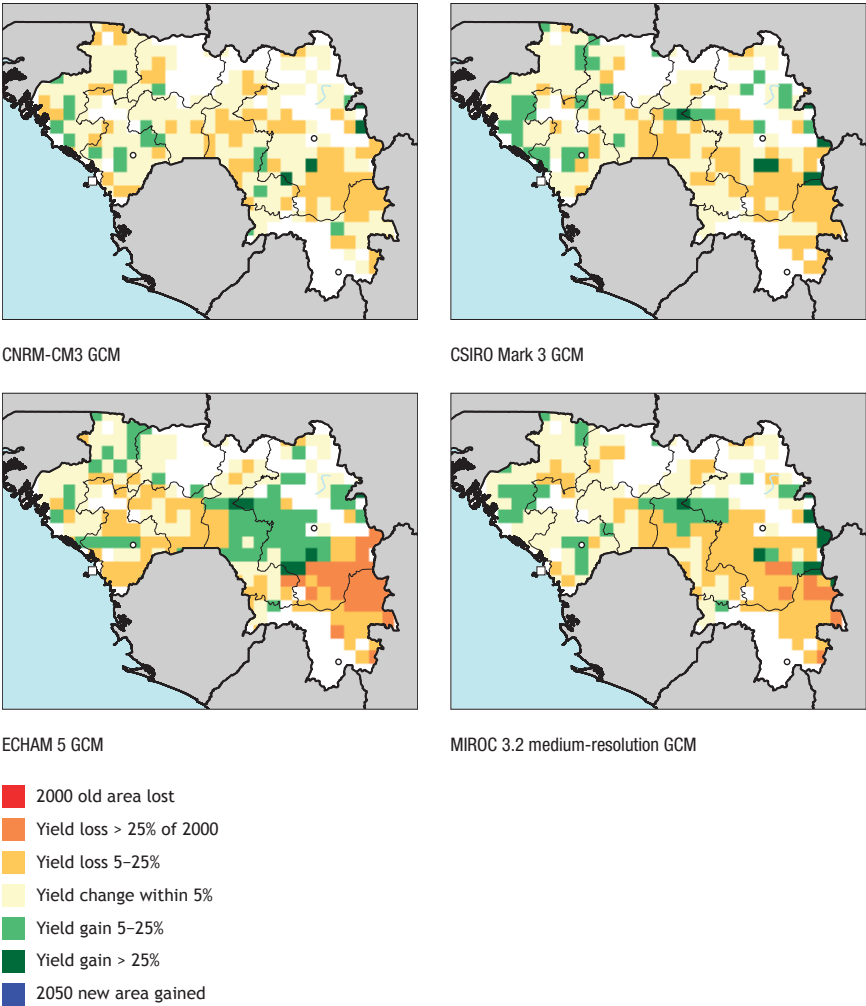 CNRM-CM3 GCM
CSIRO Mark 3 GCM
ECHAM 5 GCM
MIROC 3.2 medium-resolution GCM
2000 old area lost
Yield loss > 25% of 2000
Yield loss 5–25%
Yield change within 5%
Yield gain 5–25%
Yield gain > 25%
2050 new area gained